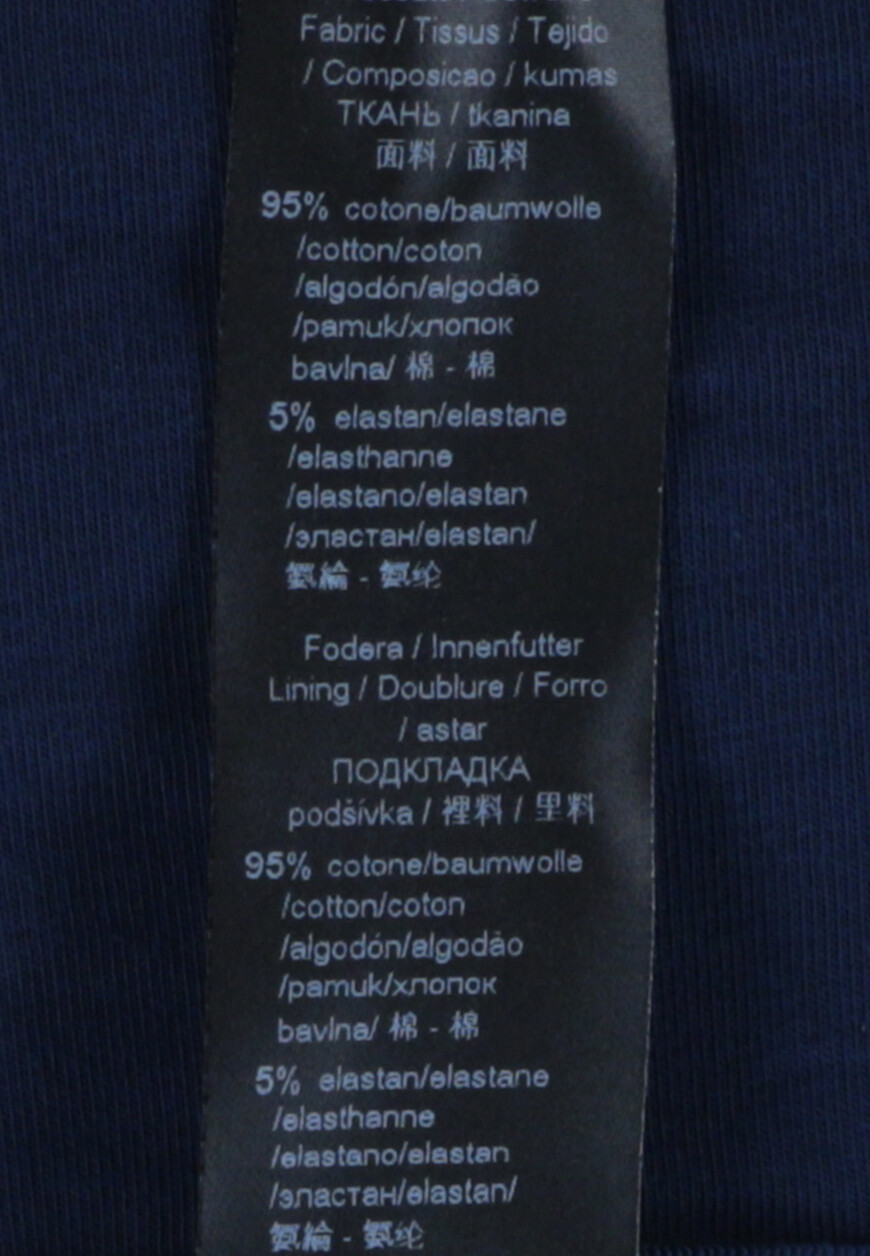 Fabric / Tissus / Tejido
/ Composicao / kumas
ТКАНЬ / tkanina
面料 / 面料
95% cotone/baumwolle
/cotton/coton
/algodón/algodão
/pamuk/хлопок
bavlna/ 棉 - 棉
5% elastan/elastane
/elasthanne
/elastano/elastan
/эластан/elastan/
氨綸 - 氨纶
Fodera / Innenfutter
Lining / Doublure / Forro
/ astar
ПОДКЛАДКА
podšívka / 裡料 / 里料
95% cotone/baumwolle
/cotton/coton
/algodón/algodão
/pamuk/хлопок
bavlna/ 棉 - 棉
5% elastan/elastane
/elasthanne
/elastano/elastan
/эластан/elastan/
氨綸 - 氨纶